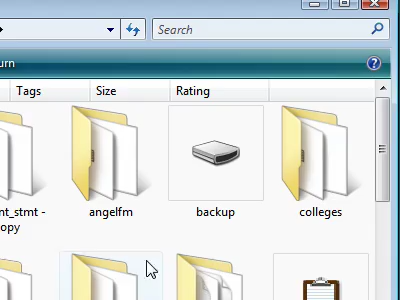 Search
urn
Tags
Size
Rating
nt_stmt -
opy
angelfm
backup
colleges